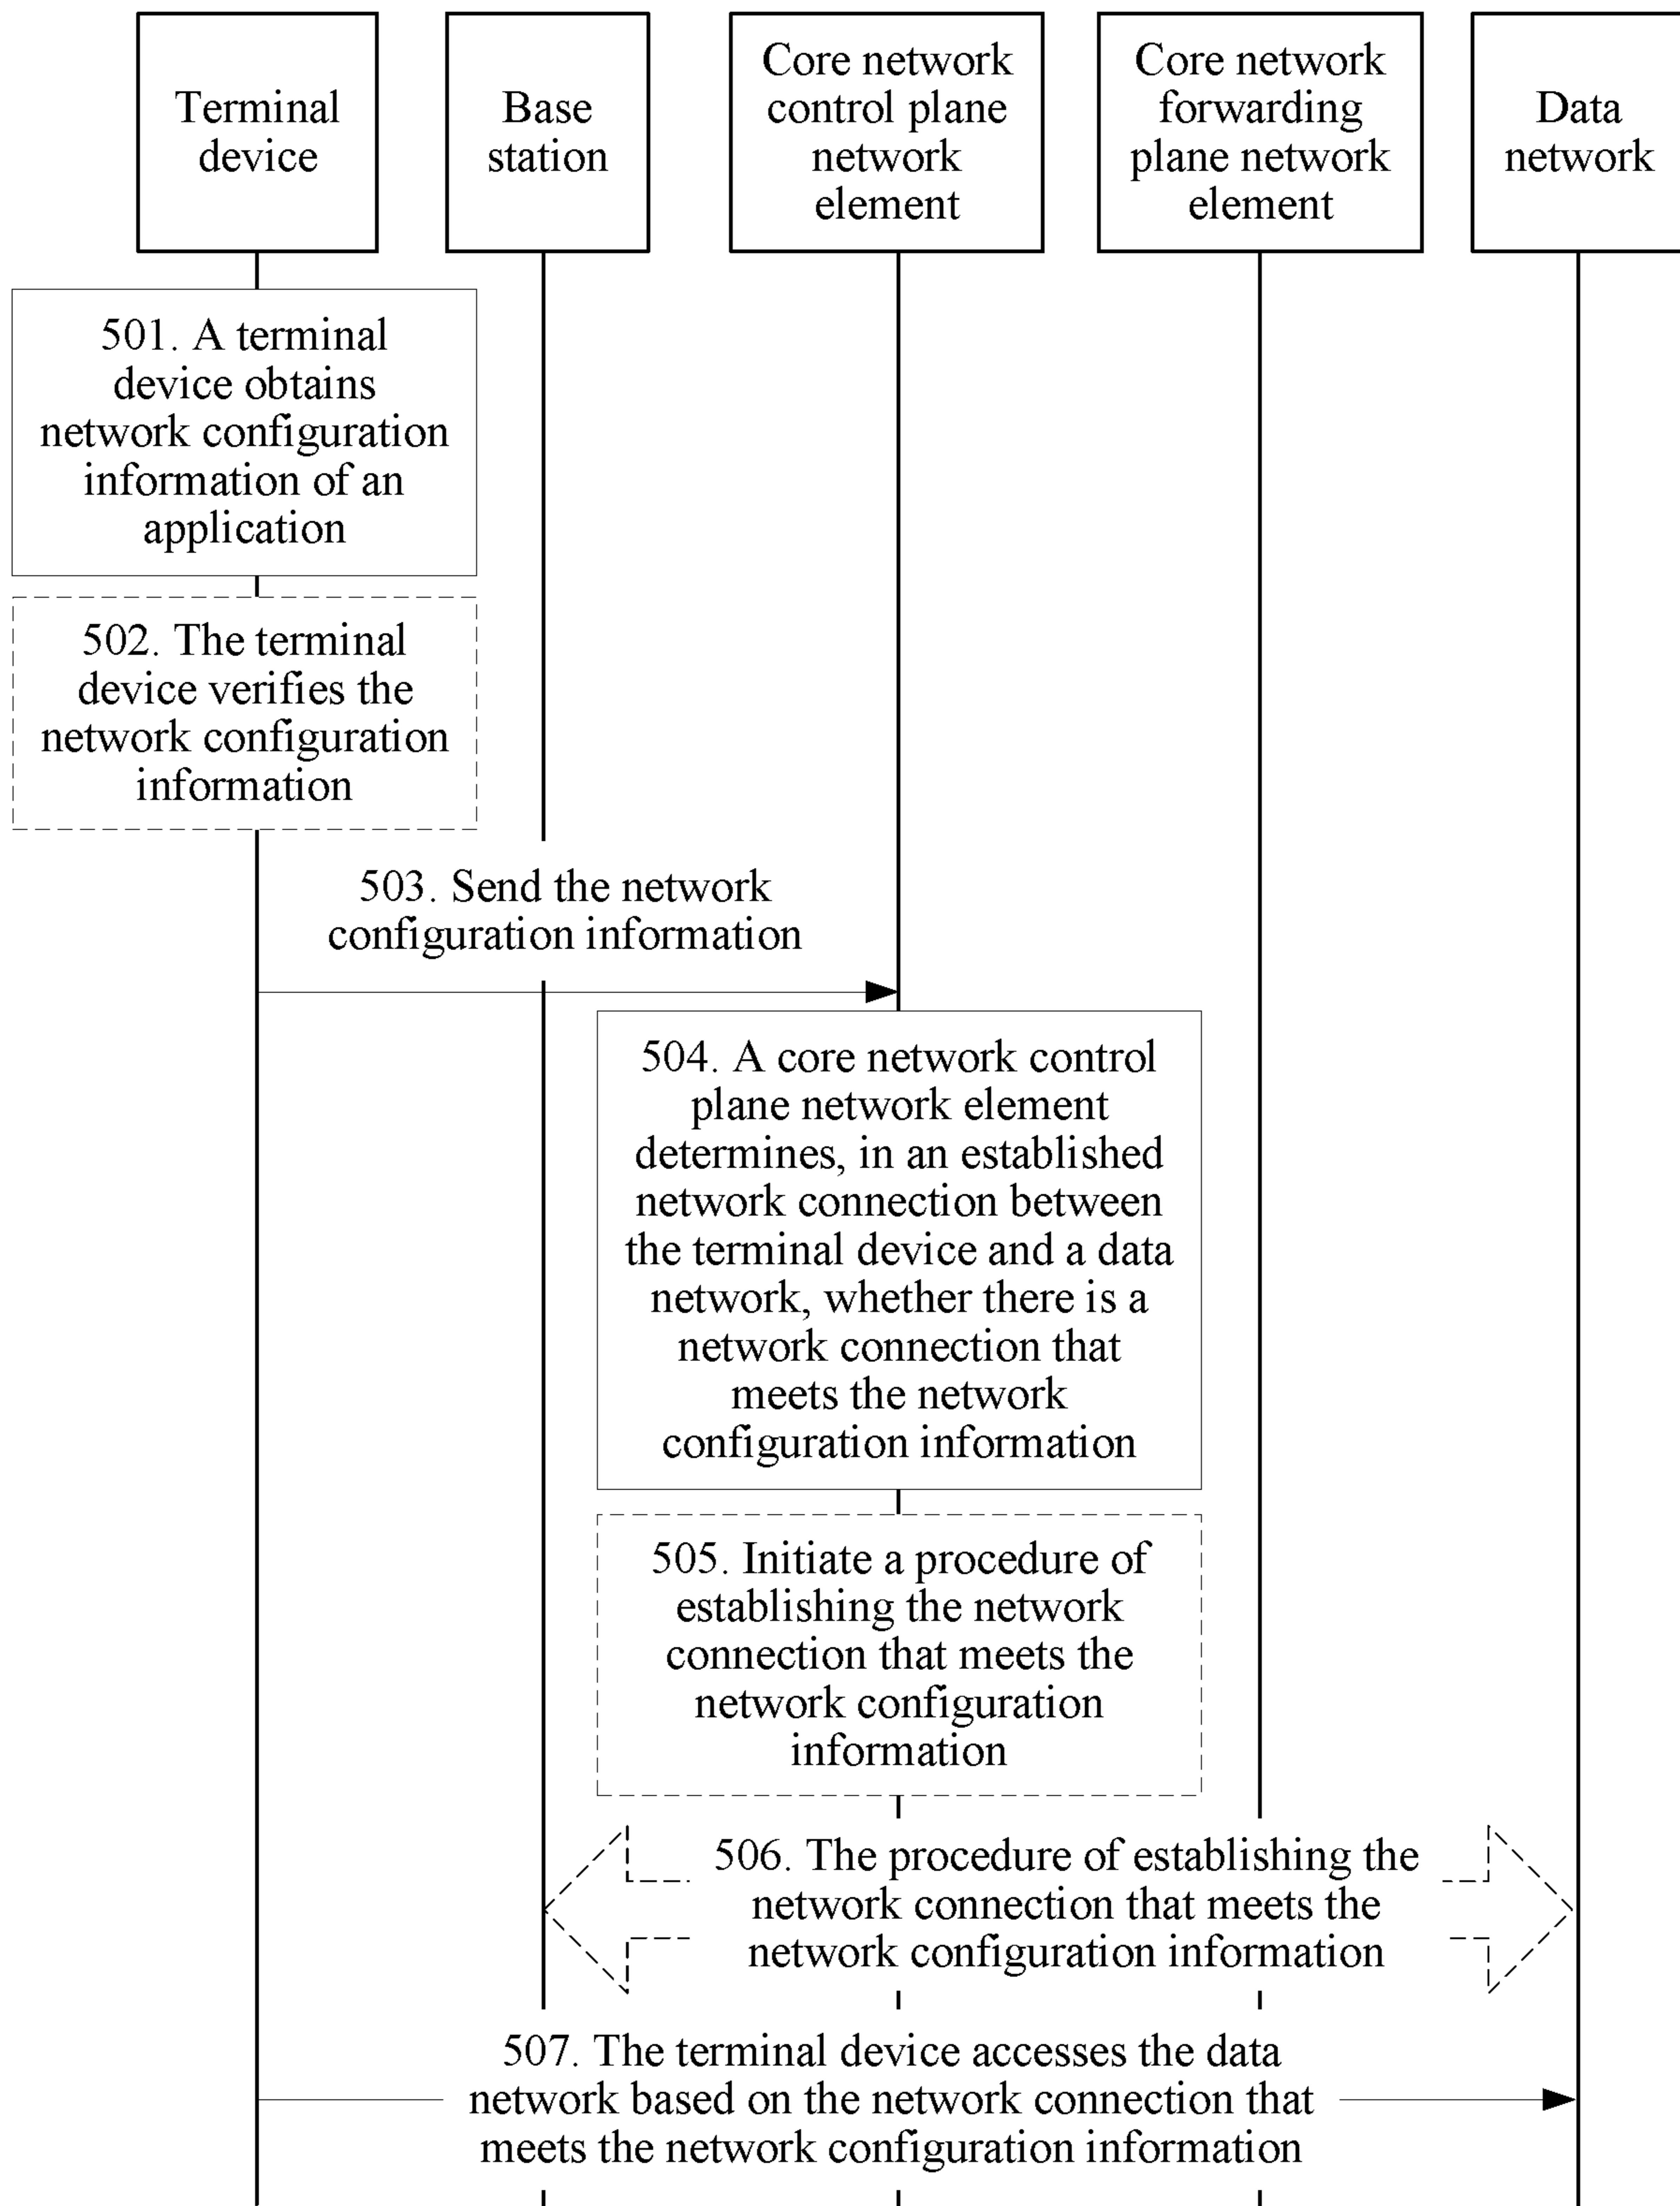 Terminal
device
Base
station
Core network
control plane
network
element
Core network
forwarding
plane network
element
Data
network
501. A terminal
device obtains
network configuration
information of an
application
502. The terminal
device verifies the
network configuration
information
503. Send the network
configuration information
504. A core network control
plane network element
determines, in an established
network connection between
the terminal device and a data
network, whether there is a
network connection that
meets the network
configuration information
505. Initiate a procedure of
establishing the network
connection that meets the
network configuration
information
506. The procedure of establishing the
network connection that meets the
network configuration information
507. The terminal device accesses the data
network based on the network connection that
meets the network configuration information